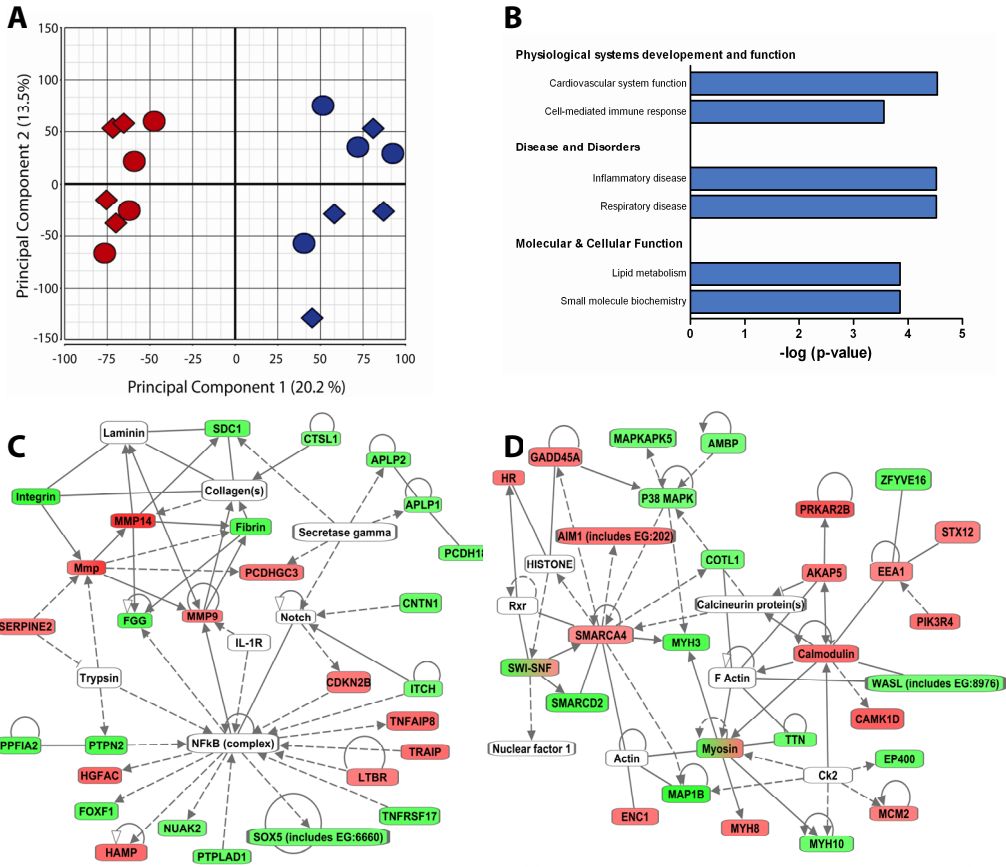 A
150
100
50
0
-50
-100
-150
-100
-75
-50
-25
0
25
50
75
100
Principal Component 2 (13.5%)
Principal Component 1 (20.2 %)
B
Physiological systems developement and function
Cardiovascular system function
Cell-mediated immune response
Disease and Disorders
Inflammatory disease
Respiratory disease
Molecular & Cellular Function
Lipid metabolism
Small molecule biochemistry
0
1
2
3
4
5
-log (p-value)
C
Laminin
SDC1
CTSL1
APLP2
Integrin
Collagen(s)
APLP1
MMP14
Fibrin
Secretase gamma
PCDH18
Mmp
PCDHGC3
SERPINE2
FGG
MMP9
Notch
CNTN1
IL-1R
Trypsin
CDKN2B
ITCH
PPFIA2
PTPN2
NFkB (complex)
TNFAIP8
TRAIP
HGFAC
LTBR
FOXF1
NUAK2
TNFRSF17
SOX5 (includes EG:6660)
HAMP
PTPLAD1
D
MAPKAPK5
AMBP
GADD45A
HR
P38 MAPK
ZFYVE16
PRKAR2B
AIM1 (includes EG:202)
STX12
HISTONE
COTL1
AKAP5
EEA1
Rxr
Calcineurin protein(s)
PIK3R4
SMARCA4
MYH3
Calmodulin
SWI-SNF
F Actin
WASL (includes EG:8976)
SMARCD2
CAMK1D
Nuclear factor 1
Myosin
TTN
Actin
EP400
Ck2
MAP1B
ENC1
MYH8
MCM2
MYH10